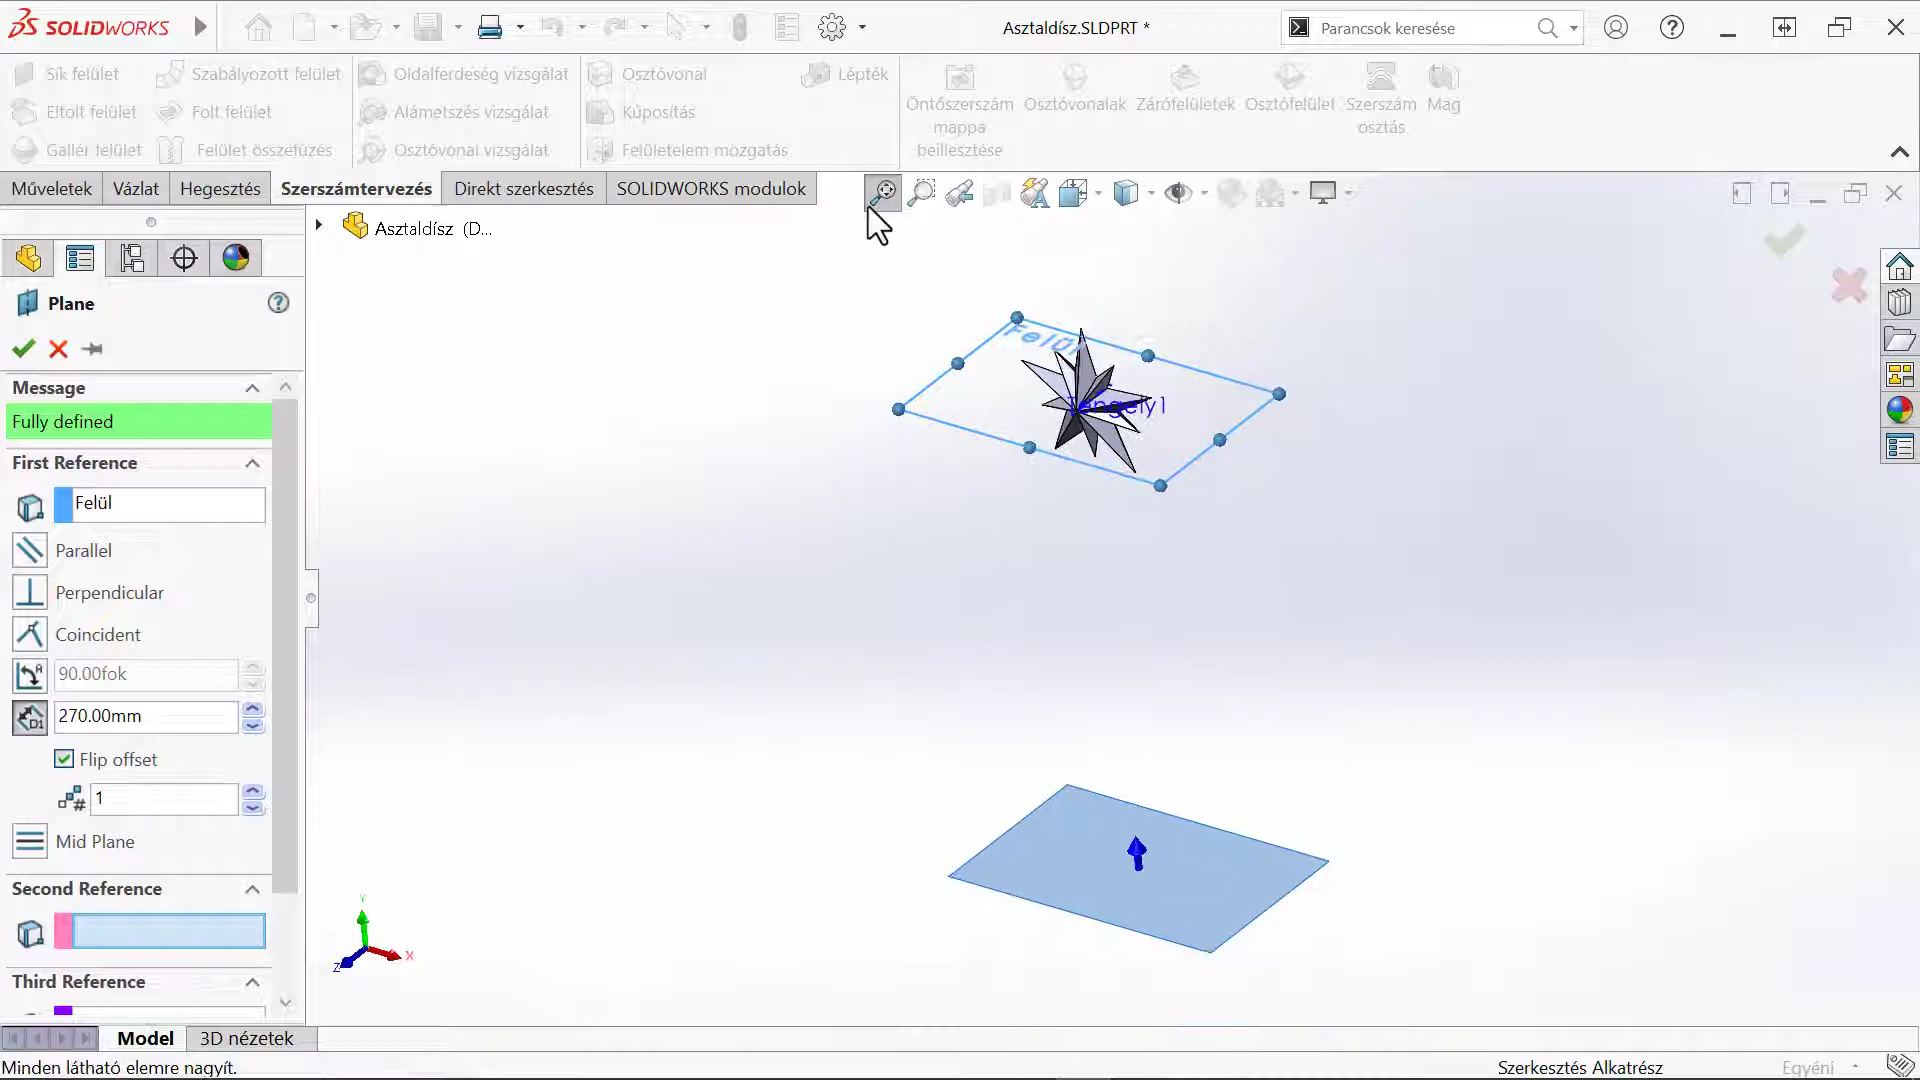 SOLIDWORKS
Asztaldísz.SLDPRT *
Parancsok keresése
Sík felület
Szabályozott felület
Oldalferdeség vizsgálat
Osztóvonal
Lépték
Eltolt felület
Folt felület
Alámetszés vizsgálat
Kúposítás
Gallér felület
Felület összefűzés
Osztóvonal vizsgálat
Felületelem mozgatás
Öntőszerszám mappa beillesztése
Osztóvonalak
Zárófelületek
Osztófelület
Szerszám osztás
Mag
Műveletek
Vázlat
Hegesztés
Szerszámtervezés
Direkt szerkesztés
SOLIDWORKS modulok
Asztaldísz (D...
Plane
Message
Fully defined
First Reference
Felül
Parallel
Perpendicular
Coincident
90.00fok
270.00mm
Flip offset
1
Mid Plane
Second Reference
Third Reference
Felül
Tengely1
Y
X
Z
Model
3D nézetek
Minden látható elemre nagyít.
Szerkesztés Alkatrész
Egyéni